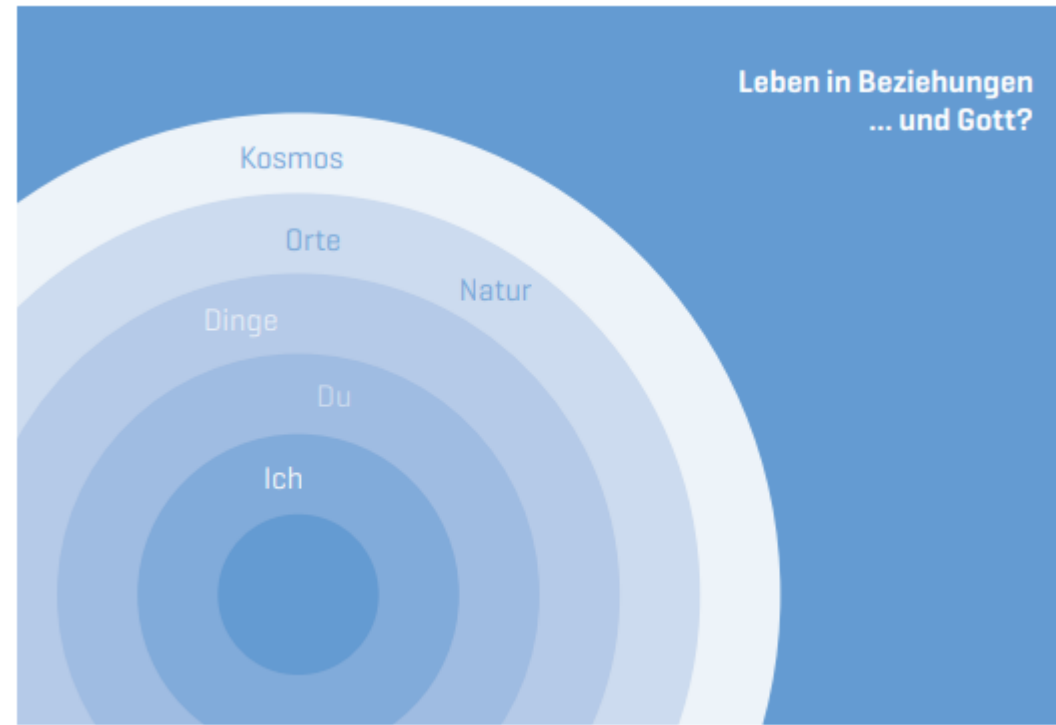 Leben in Beziehungen
... und Gott?
Kosmos
Orte
Natur
Dinge
Du
Ich